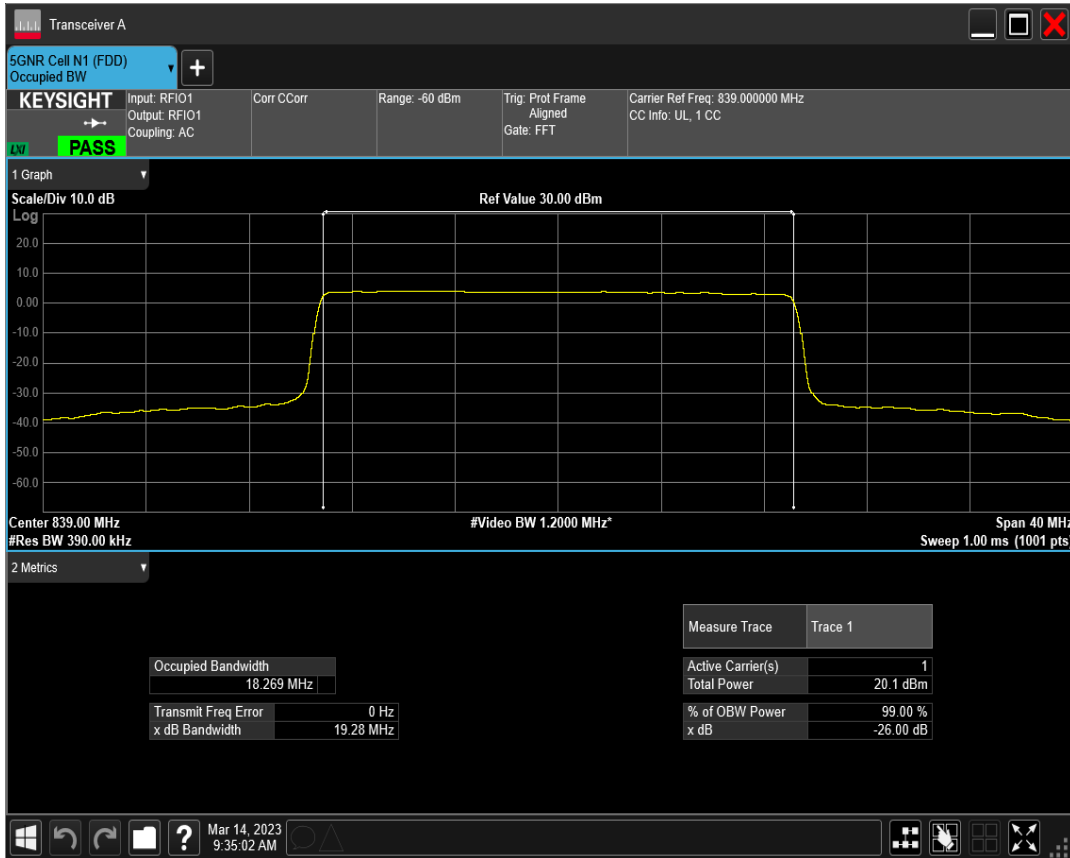 Transceiver A
5GNR Cell N1 (FDD)
Occupied BW
+
KEYSIGHT
LXI
PASS
Input: RFIO1
Output: RFIO1
Coupling: AC
Corr CCorr
Range: -60 dBm
Trig: Prot Frame
Aligned
Gate: FFT
Carrier Ref Freq: 839.000000 MHz
CC Info: UL, 1 CC
1 Graph
Scale/Div 10.0 dB
Ref Value 30.00 dBm
Log
20.0
10.0
0.00
-10.0
-20.0
-30.0
-40.0
-50.0
-60.0
Center 839.00 MHz
#Video BW 1.2000 MHz*
Span 40 MHz
#Res BW 390.00 kHz
Sweep 1.00 ms (1001 pts)
2 Metrics
Measure Trace Trace 1
Occupied Bandwidth
18.269 MHz
Active Carrier(s) 1
Total Power 20.1 dBm
Transmit Freq Error 0 Hz
x dB Bandwidth 19.28 MHz
% of OBW Power 99.00 %
x dB -26.00 dB
?
Mar 14, 2023
9:35:02 AM